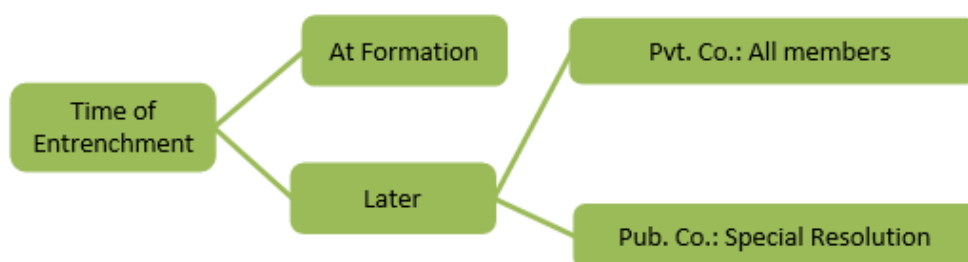 At Formation
Pvt. Co.: All members
Time of
Entrenchment
Later
Pub. Co.: Special Resolution